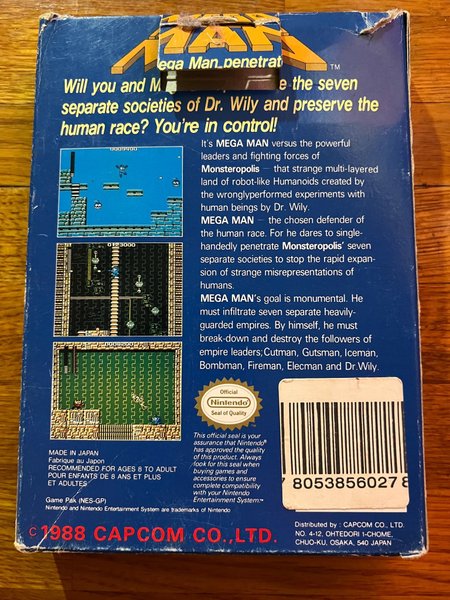 MAN
TM
ega Man penetrat
Will you and M e the seven
separate societies of Dr. Wily and preserve the
human race? You're in control!
It's MEGA MAN versus the powerful
leaders and fighting forces of
Monsteropolis — that strange multi-layered
land of robot-like Humanoids created by
the wronglyperformed experiments with
human beings by Dr. Wily.
MEGA MAN — the chosen defender of
the human race. For he dares to single-
handedly penetrate Monsteropolis' seven
separate societies to stop the rapid expan-
sion of strange misrepresentations of
humans.
MEGA MAN's goal is monumental. He
must infiltrate seven separate heavily-
guarded empires. By himself, he must
break-down and destroy the followers of
empire leaders; Cutman, Gutsman, Iceman,
Bombman, Fireman, Elecman and Dr.Wily.
0009400
0123000
Official
Nintendo
Seal of Quality
This official seal is your
assurance that Nintendo®
has approved the quality
of this product. Always
look for this seal when
buying games and
accessories to ensure
complete compatibility
with your Nintendo
Entertainment System™
7 8053856027 8
MADE IN JAPAN
Fabrique au Japon
RECOMMENDED FOR AGES 8 TO ADULT
POUR ENFANTS DE 8 ANS ET PLUS
ET ADULTES
Game Pak (NES-GP)
Nintendo and Nintendo Entertainment System are trademarks of Nintendo
©1988 CAPCOM CO.,LTD.
Distributed by : CAPCOM CO., LTD.
NO. 4-12, OHTEDORI 1-CHOME,
CHUO-KU, OSAKA, 540 JAPAN